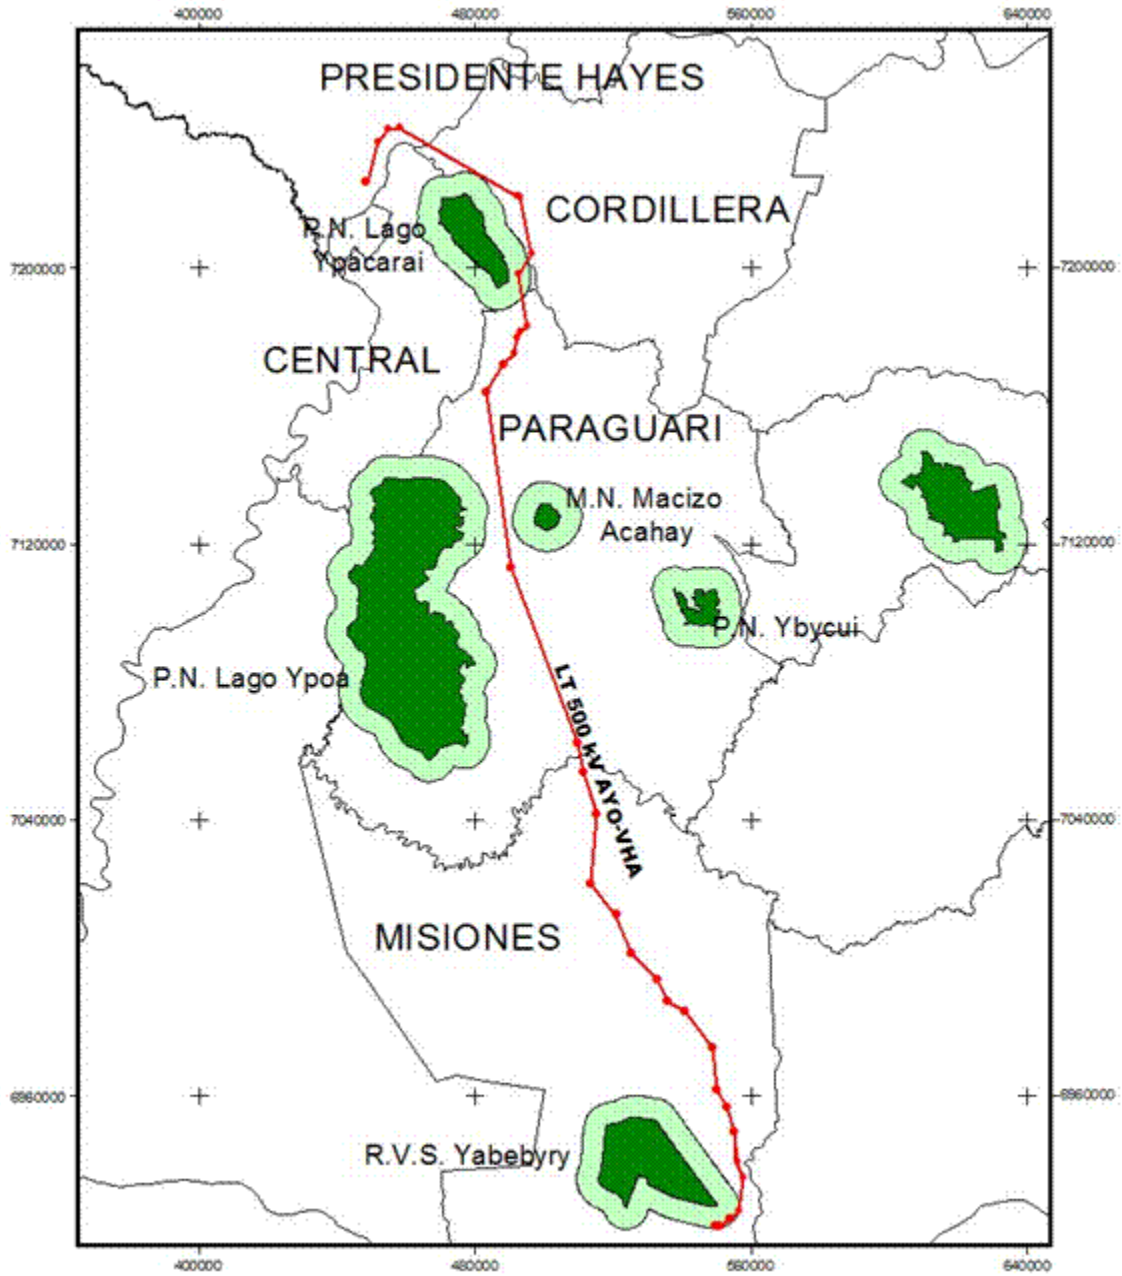 400000 480000 560000 640000
PRESIDENTE HAYES
CORDILLERA
P.N. Lago
Ypacarai
7200000 7200000
CENTRAL
PARAGUARI
M.N. Macizo
Acahay
7120000 7120000
P.N. Ybycui
P.N. Lago Ypoa
LT 500 kV AYO-VHA
7040000 7040000
MISIONES
6960000 6960000
R.V.S. Yabebyry
400000 480000 560000 640000